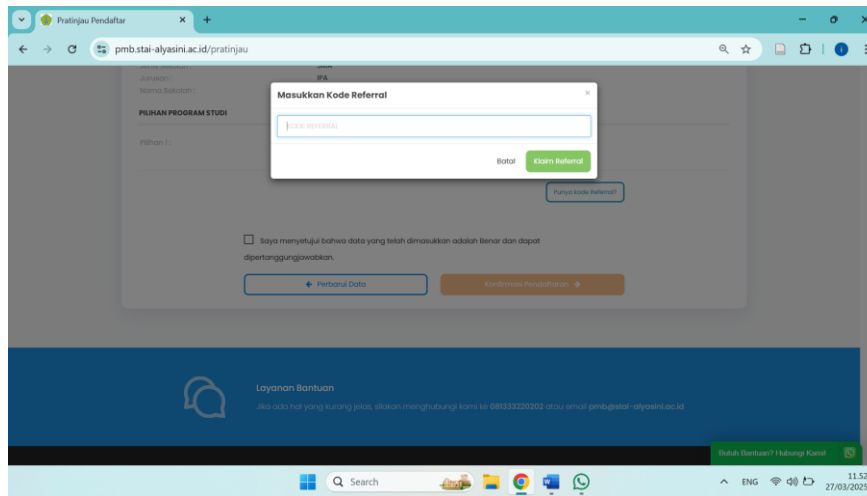 Pratinjau Pendaftar
pmb.stai-alyasini.ac.id/pratinjau
Jurusan :
IPA
Nama Sekolah :
PILIHAN PROGRAM STUDI
Pilihan 1 :
Masukkan Kode Referral
×
KODE REFERRAL
Batal
Klaim Referral
Punya kode Referral?
Saya menyetujui bahwa data yang telah dimasukkan adalah Benar dan dapat
dipertanggungjawabkan.
← Perbarui Data
Konfirmasi Pendaftaran →
Layanan Bantuan
Jika ada hal yang kurang jelas, silakan menghubungi kami ke 081333220202 atau email pmb@stai-alyasini.ac.id
Butuh Bantuan? Hubungi Kami!
Search
ENG
11.52
27/03/2023